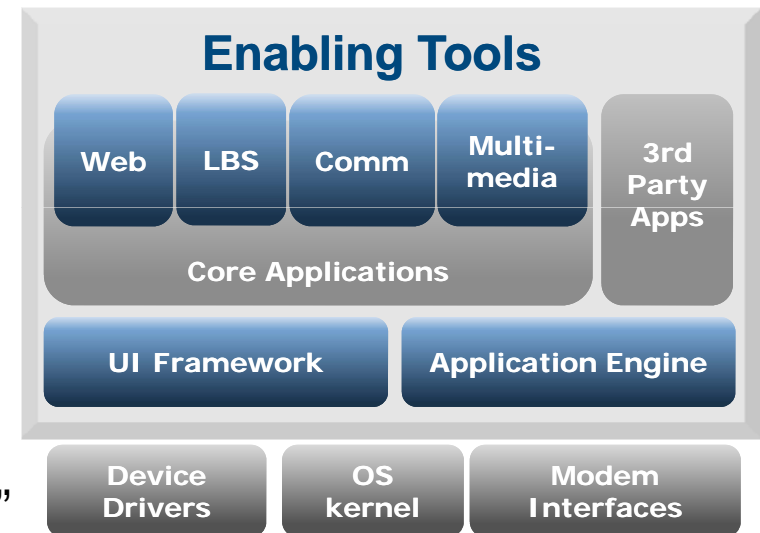 Enabling Tools
Web
LBS
Comm
Multi-
media
3rd
Party
Apps
Core Applications
UI Framework
Application Engine
Device
Drivers
OS
kernel
Modem
Interfaces
”